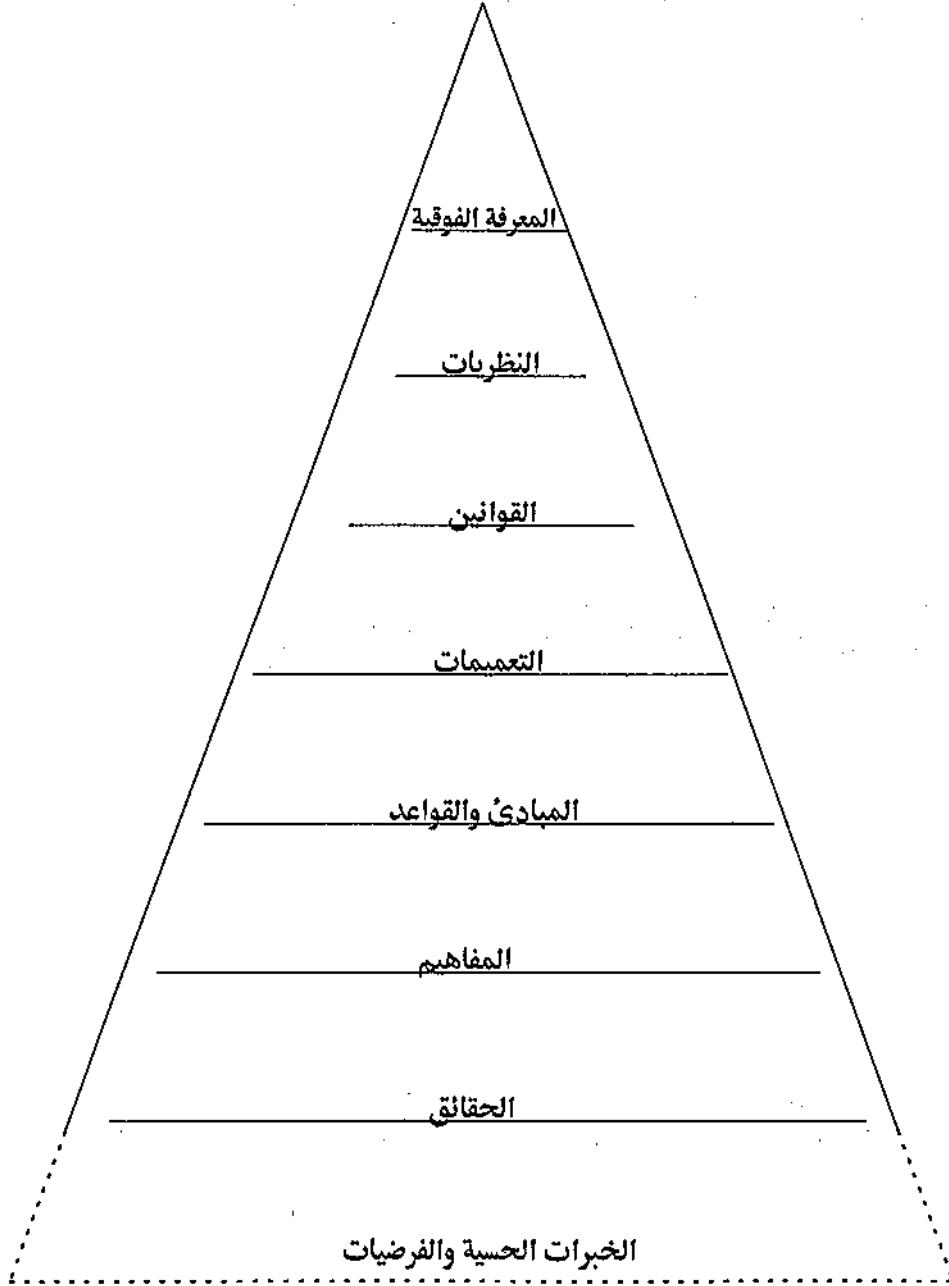 المعرفة الفوقية
النظريات
القوانين
التعميمات
المبادئ والقواعد
المفاهيم
الحقائق
الخبرات الحسية والفرضيات